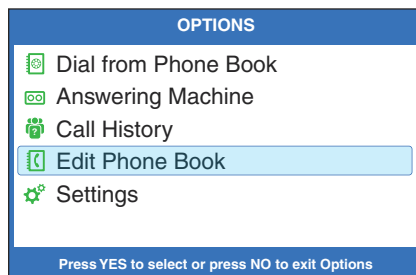 OPTIONS
Dial from Phone Book
Answering Machine
Call History
Edit Phone Book
Settings
Press YES to select or press NO to exit Options